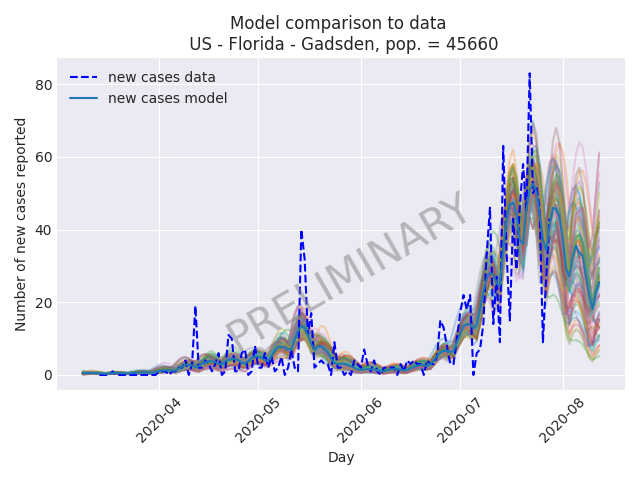 Model comparison to data
US - Florida - Gadsden, pop. = 45660
new cases data
new cases model
PRELIMINARY
Number of new cases reported
80
60
40
20
0
2020-04
2020-05
2020-06
2020-07
2020-08
Day